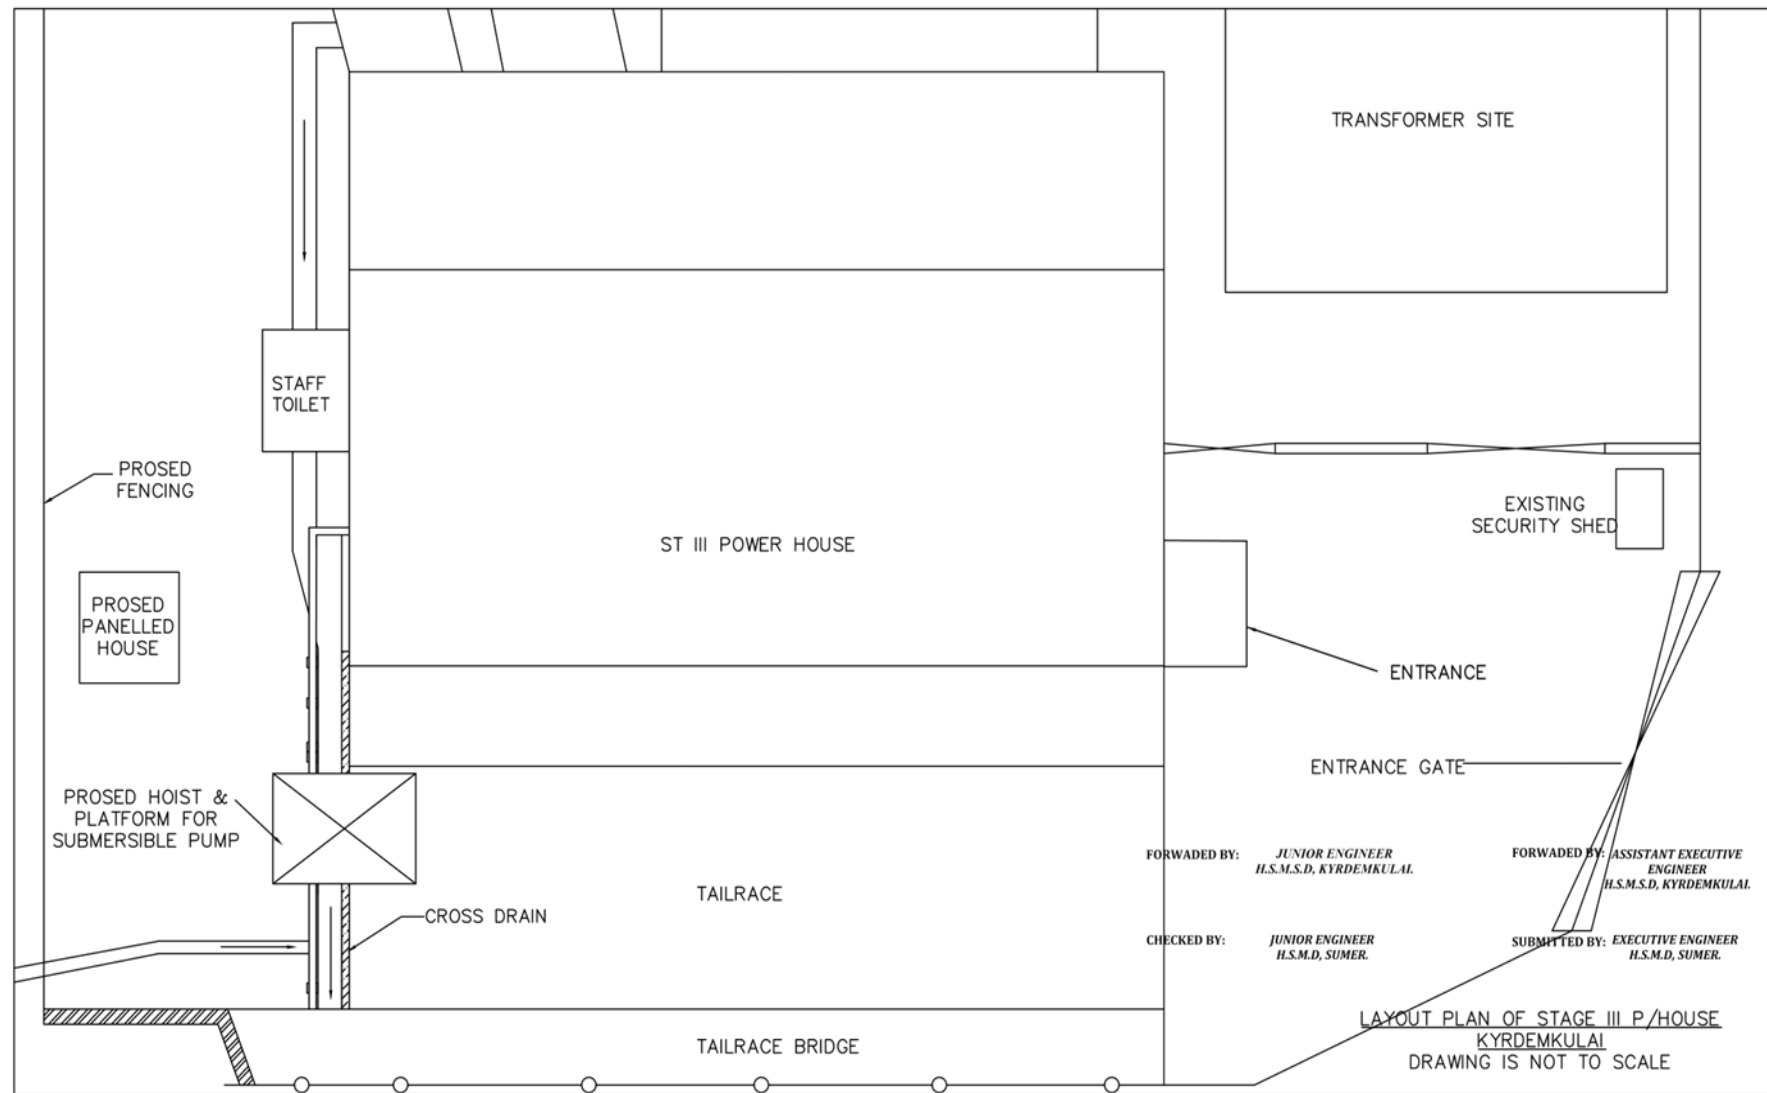 TRANSFORMER SITE
STAFF
TOILET
PROSED
FENCING
EXISTING
SECURITY SHED
ST III POWER HOUSE
PROSED
PANELLED
HOUSE
ENTRANCE
ENTRANCE GATE
PROSED HOIST &
PLATFORM FOR
SUBMERSIBLE PUMP
TAILRACE
CROSS DRAIN
FORWADED BY: JUNIOR ENGINEER
H.S.M.S.D, KYRDEMKULAI.
FORWADED BY: ASSISTANT EXECUTIVE
ENGINEER
H.S.M.S.D, KYRDEMKULAI.
CHECKED BY: JUNIOR ENGINEER
H.S.M.D, SUMER.
SUBMITTED BY: EXECUTIVE ENGINEER
H.S.M.D, SUMER.
TAILRACE BRIDGE
LAYOUT PLAN OF STAGE III P/HOUSE
KYRDEMKULAI
DRAWING IS NOT TO SCALE